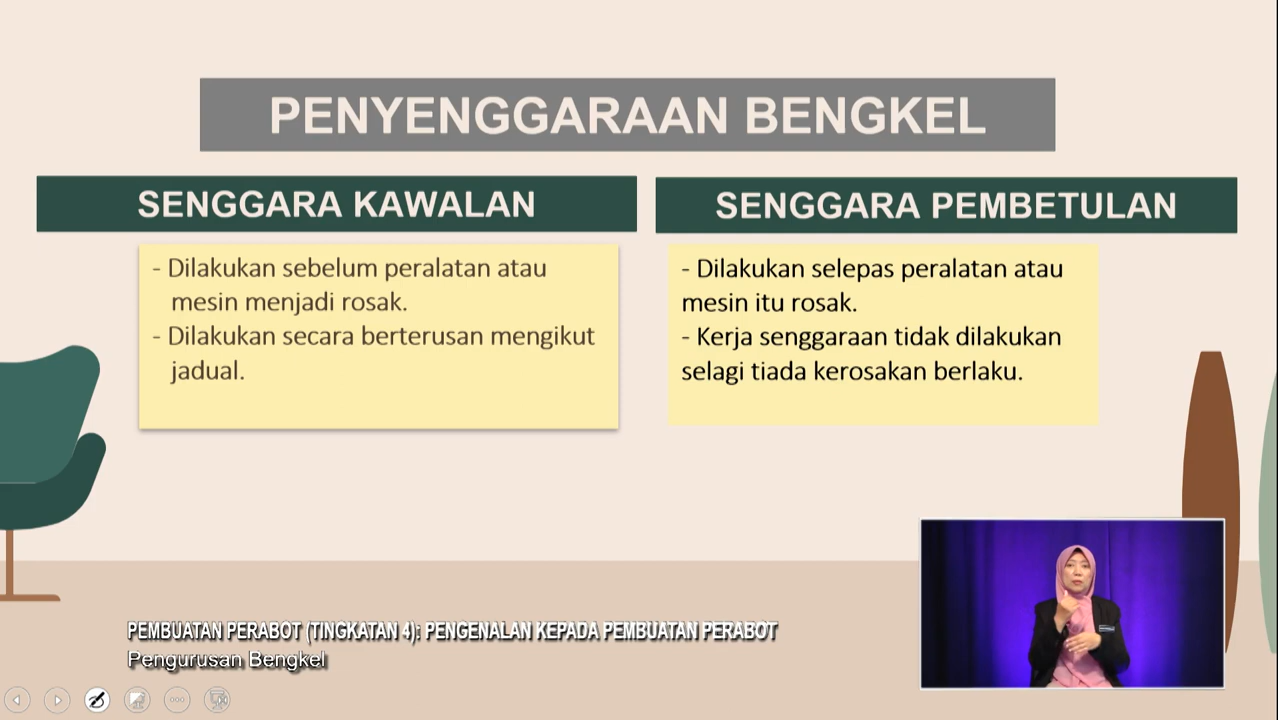 PENYENGGARAAN BENGKEL
SENGGARA KAWALAN
- Dilakukan sebelum peralatan atau
mesin menjadi rosak.
- Dilakukan secara berterusan mengikut
jadual.
SENGGARA PEMBETULAN
- Dilakukan selepas peralatan atau
mesin itu rosak.
- Kerja senggaraan tidak dilakukan
selagi tiada kerosakan berlaku.
PEMBUATAN PERABOT (TINGKATAN 4): PENGENALAN KEPADA PEMBUATAN PERABOT
Pengurusan Bengkel